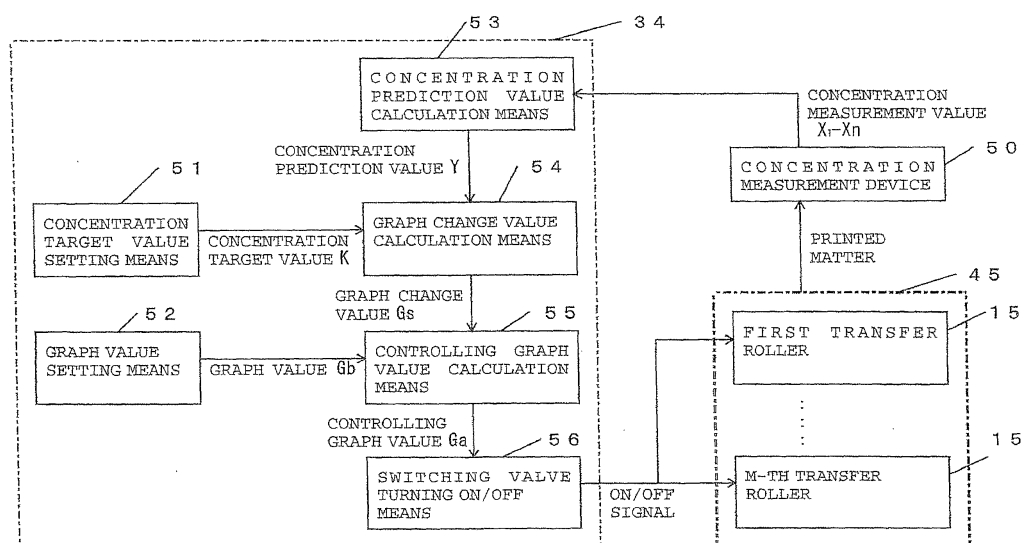 53
34
CONCENTRATION
PREDICTION VALUE
CALCULATION MEANS
CONCENTRATION
MEASUREMENT VALUE
X1-Xn
50
CONCENTRATION
MEASUREMENT DEVICE
CONCENTRATION
PREDICTION VALUE Y
51
54
CONCENTRATION
TARGET VALUE
SETTING MEANS
CONCENTRATION
TARGET VALUE K
GRAPH CHANGE VALUE
CALCULATION MEANS
PRINTED
MATTER
45
GRAPH CHANGE
VALUE Gs
52
55
15
GRAPH VALUE
SETTING MEANS
GRAPH VALUE Gb
CONTROLLING GRAPH
VALUE CALCULATION
MEANS
FIRST TRANSFER
ROLLER
CONTROLLING
GRAPH VALUE Ga
56
15
SWITCHING VALVE
TURNING ON/OFF
MEANS
ON/OFF
SIGNAL
M-TH TRANSFER
ROLLER